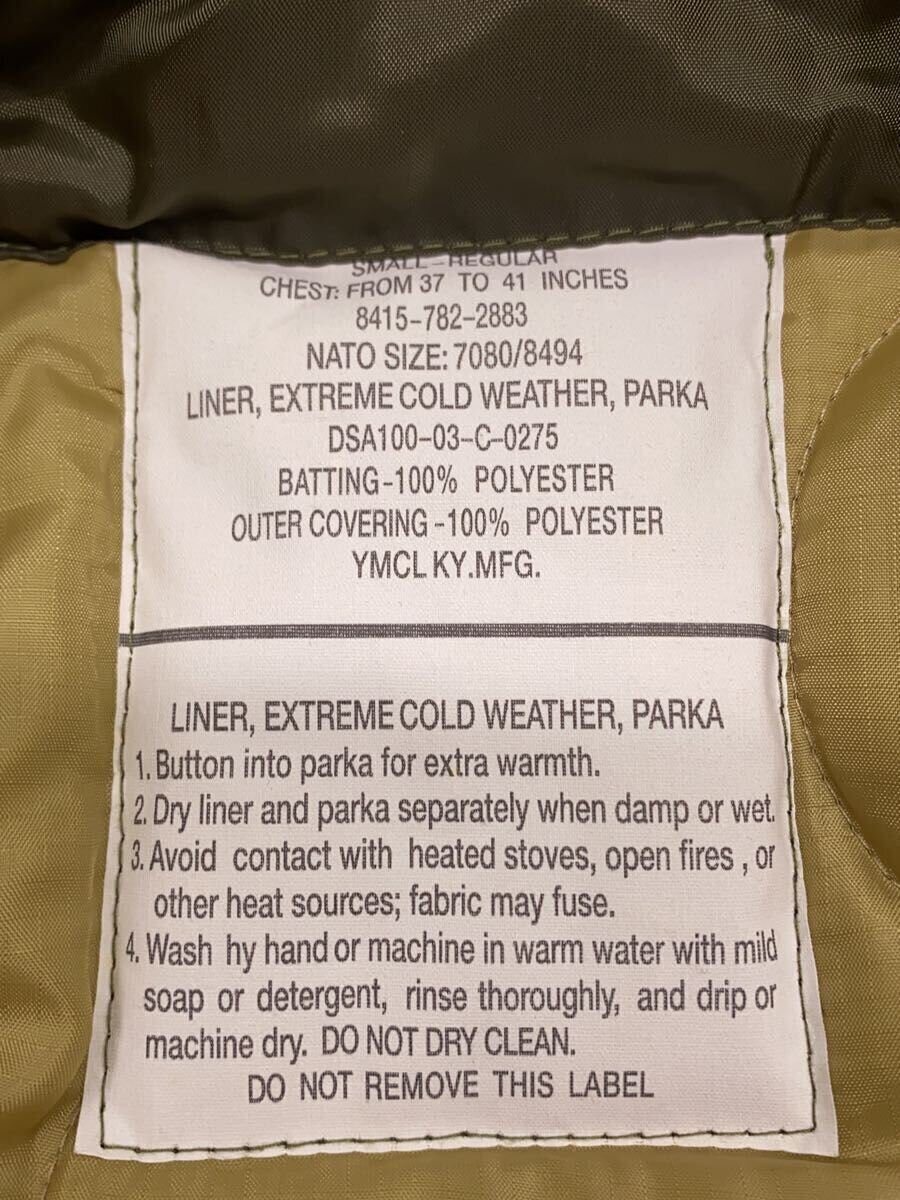 SMALL-REGULAR
CHEST: FROM 37 TO 41 INCHES
8415-782-2883
NATO SIZE: 7080/8494
LINER, EXTREME COLD WEATHER, PARKA
DSA100-03-C-0275
BATTING-100% POLYESTER
OUTER COVERING-100% POLYESTER
YMCL KY.MFG.
LINER, EXTREME COLD WEATHER, PARKA
1. Button into parka for extra warmth.
2. Dry liner and parka separately when damp or wet.
3. Avoid contact with heated stoves, open fires , or
other heat sources; fabric may fuse.
4. Wash hy hand or machine in warm water with mild
soap or detergent, rinse thoroughly, and drip or
machine dry. DO NOT DRY CLEAN.
DO NOT REMOVE THIS LABEL